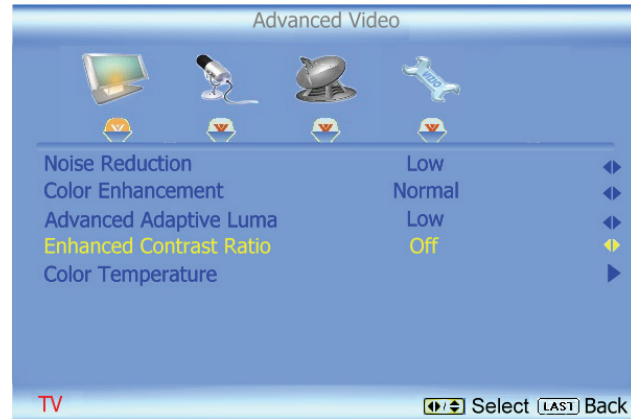 Advanced Video
VIZIO
Noise Reduction Low
Color Enhancement Normal
Advanced Adaptive Luma Low
Enhanced Contrast Ratio Off
Color Temperature
TV Select LAST Back